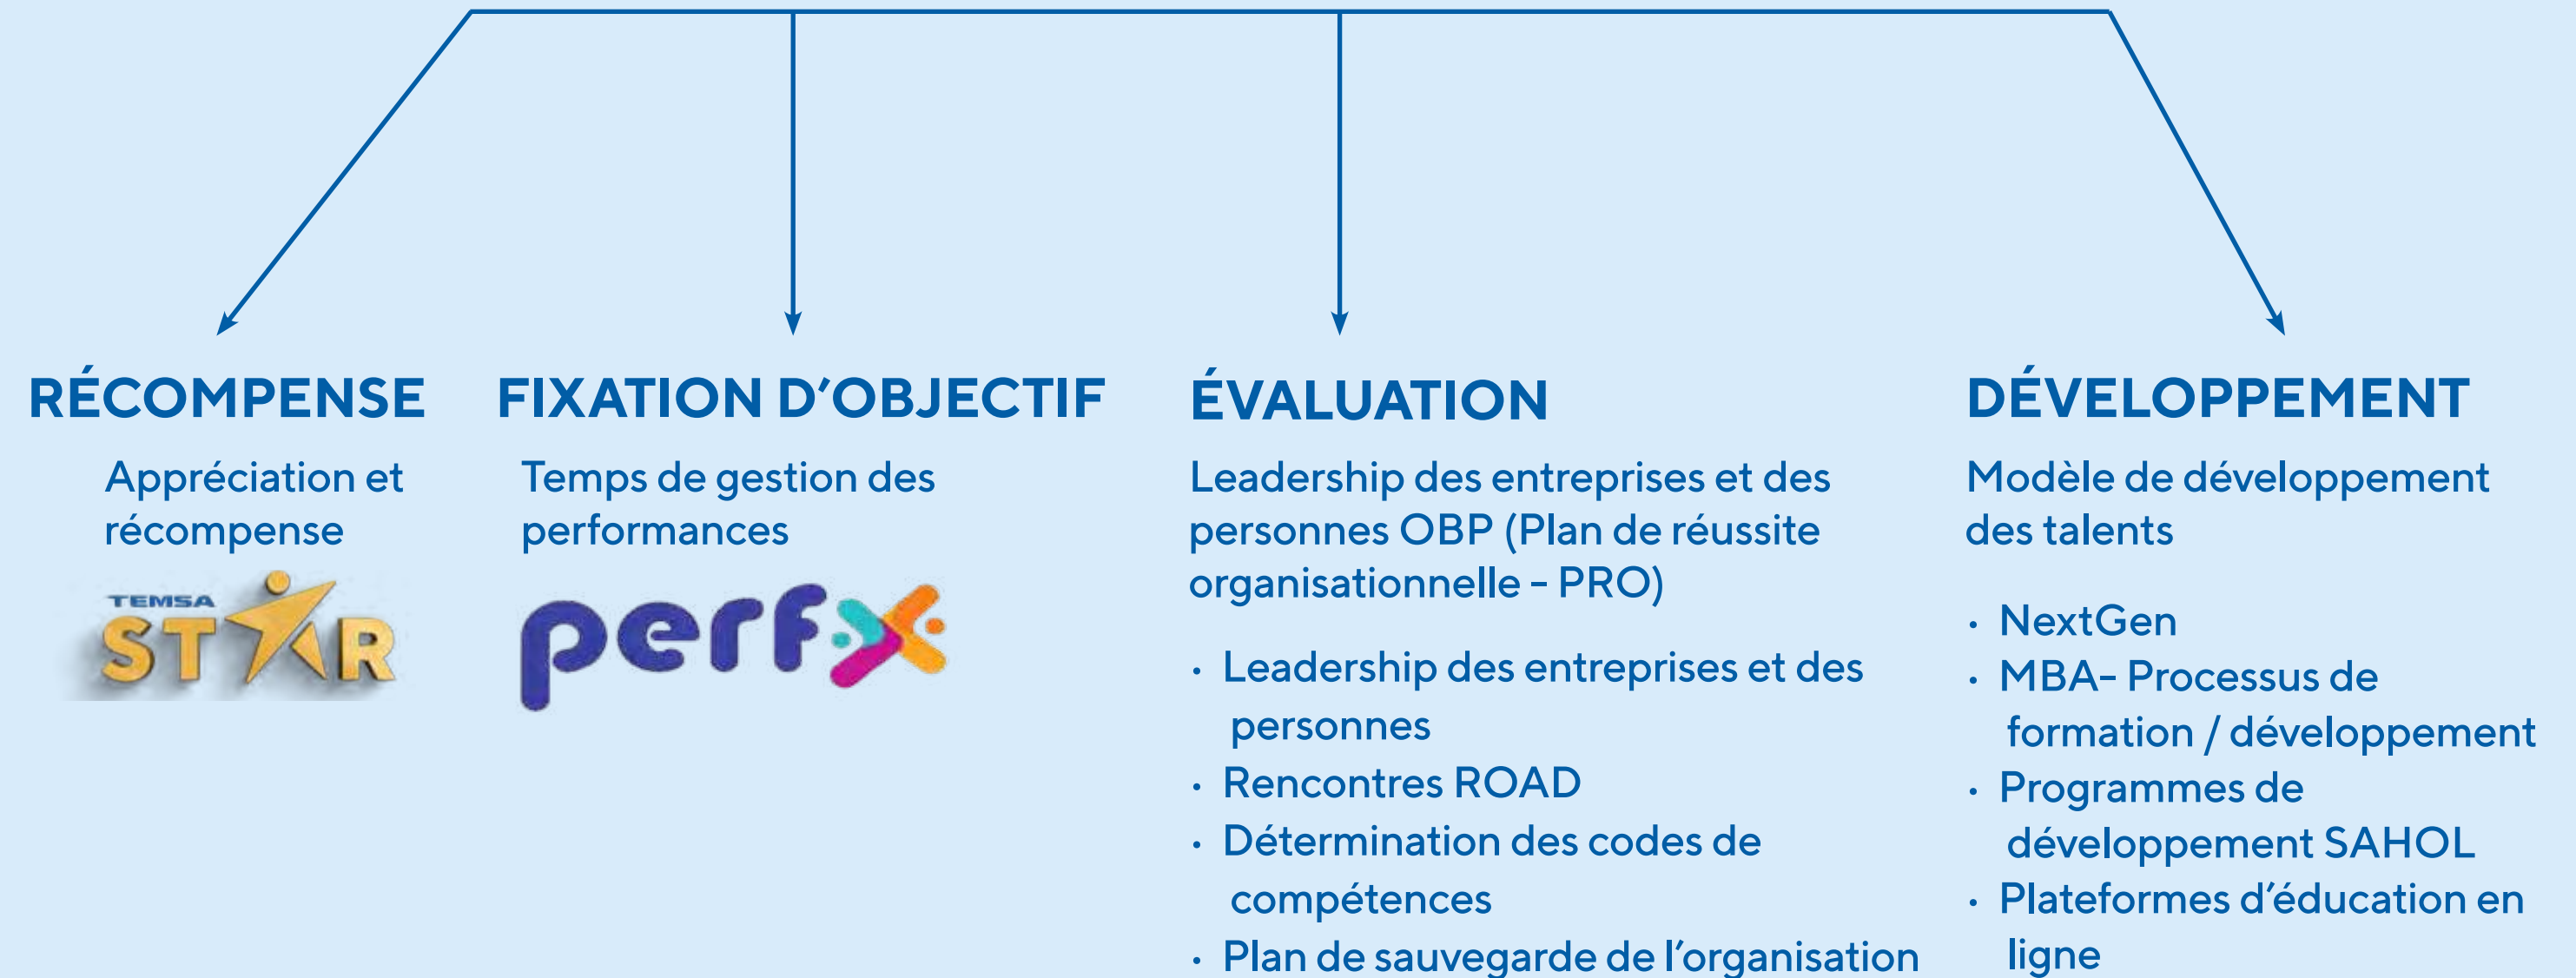 RÉCOMPENSE
Appréciation et
récompense
TEMSA
STAR
FIXATION D’OBJECTIF
Temps de gestion des
performances
perfx
ÉVALUATION
Leadership des entreprises et des
personnes OBP (Plan de réussite
organisationnelle - PRO)
• Leadership des entreprises et des
personnes
• Rencontres ROAD
• Détermination des codes de
compétences
• Plan de sauvegarde de l’organisation
DÉVELOPPEMENT
Modèle de développement
des talents
• NextGen
• MBA- Processus de
formation / développement
• Programmes de
développement SAHOL
• Plateformes d’éducation en
ligne